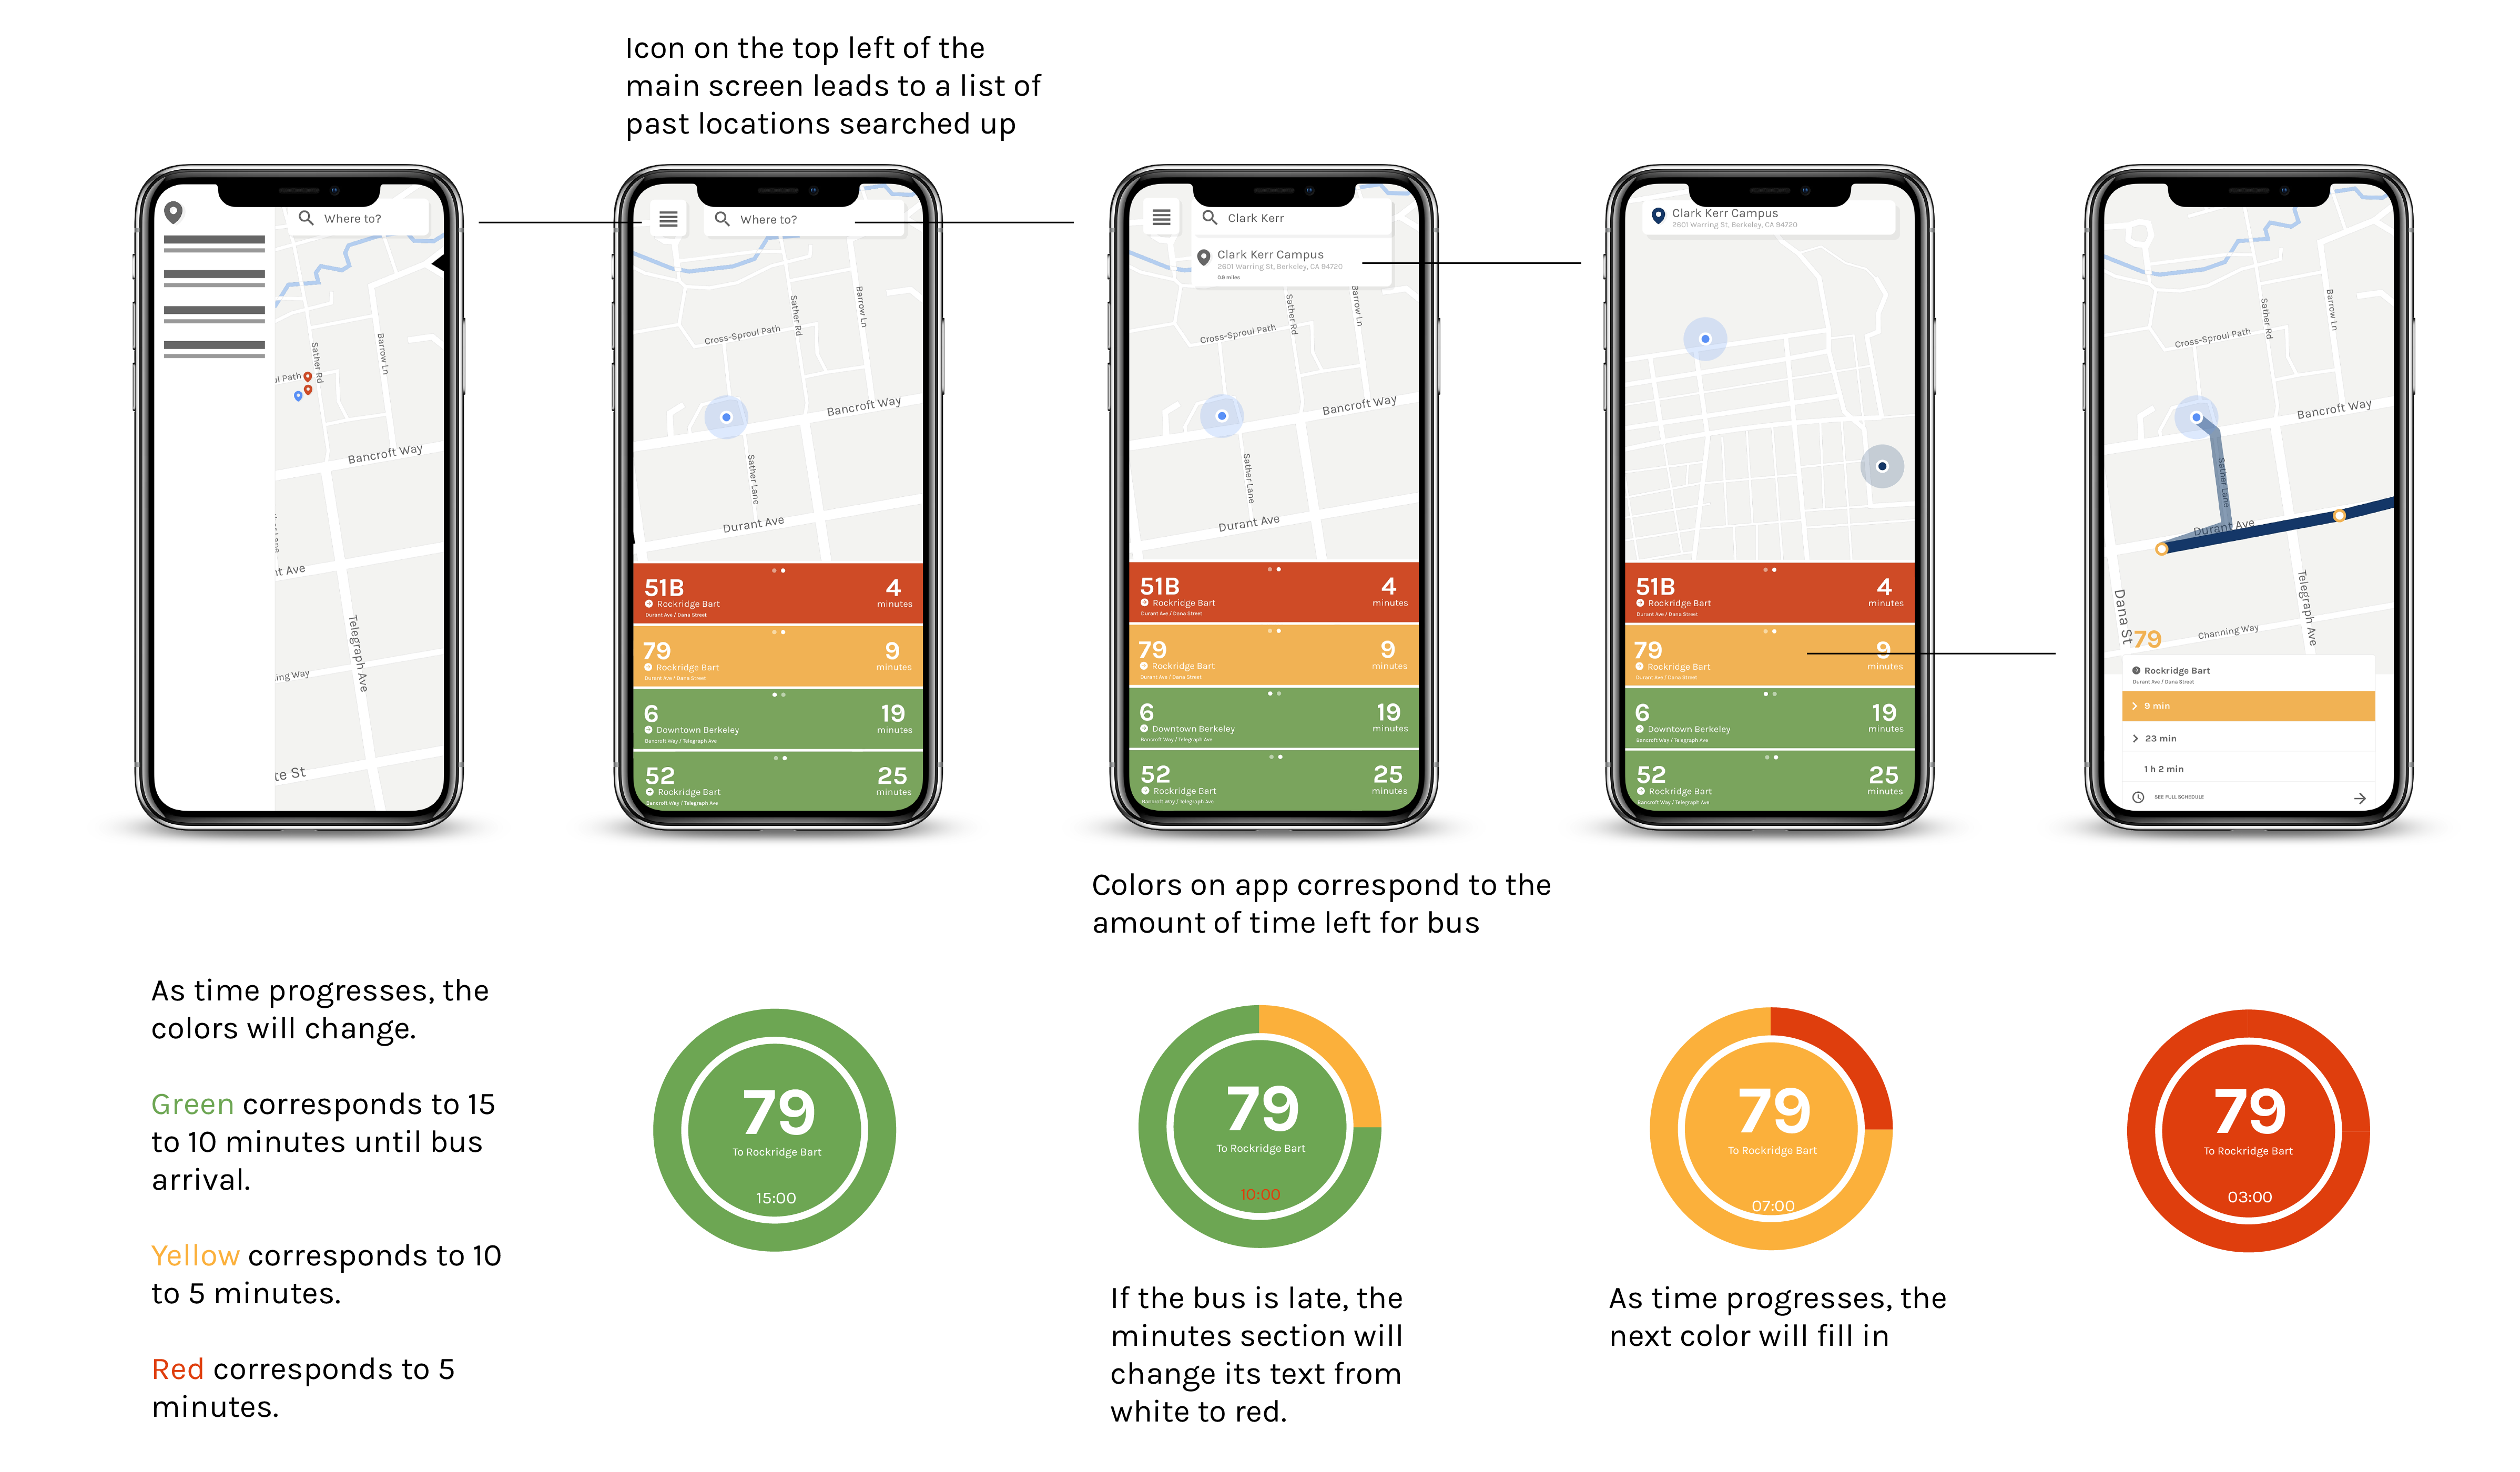 Icon on the top left of the
main screen leads to a list of
past locations searched up
Where to?
Sather Rd
Barrow Ln
Path
Bancroft Way
Ave
Telegraph Ave
ing Way
te St
Where to?
Cross-Sproul Path
Sather Rd
Barrow Ln
Bancroft Way
Sather Lane
Durant Ave
51B
Rockridge Bart
Durant Ave / Dana Street
4
minutes
79
Rockridge Bart
Durant Ave / Dana Street
9
minutes
6
Downtown Berkeley
Bancroft Way / Telegraph Ave
19
minutes
52
Rockridge Bart
Bancroft Way / Telegraph Ave
25
minutes
Clark Kerr
Clark Kerr Campus
2601 Warring St, Berkeley, CA 94720
0.9 miles
Cross-Sproul Path
Sather Rd
Barrow Ln
Bancroft Way
Sather Lane
Durant Ave
51B
Rockridge Bart
Durant Ave / Dana Street
4
minutes
79
Rockridge Bart
Durant Ave / Dana Street
9
minutes
6
Downtown Berkeley
Bancroft Way / Telegraph Ave
19
minutes
52
Rockridge Bart
Bancroft Way / Telegraph Ave
25
minutes
Clark Kerr Campus
2601 Warring St, Berkeley, CA 94720
51B
Rockridge Bart
Durant Ave / Dana Street
4
minutes
79
Rockridge Bart
Durant Ave / Dana Street
9
minutes
6
Downtown Berkeley
Bancroft Way / Telegraph Ave
19
minutes
52
Rockridge Bart
Bancroft Way / Telegraph Ave
25
minutes
Cross-Sproul Path
Sather Rd
Barrow Ln
Bancroft Way
Sather Lane
Durant Ave
Dana St
Telegraph Ave
Channing Way
79
Rockridge Bart
Durant Ave / Dana Street
9 min
23 min
1 h 2 min
SEE FULL SCHEDULE
Colors on app correspond to the
amount of time left for bus
As time progresses, the
colors will change.
Green corresponds to 15
to 10 minutes until bus
arrival.
Yellow corresponds to 10
to 5 minutes.
Red corresponds to 5
minutes.
79
To Rockridge Bart
15:00
79
To Rockridge Bart
10:00
If the bus is late, the
minutes section will
change its text from
white to red.
79
To Rockridge Bart
07:00
As time progresses, the
next color will fill in
79
To Rockridge Bart
03:00